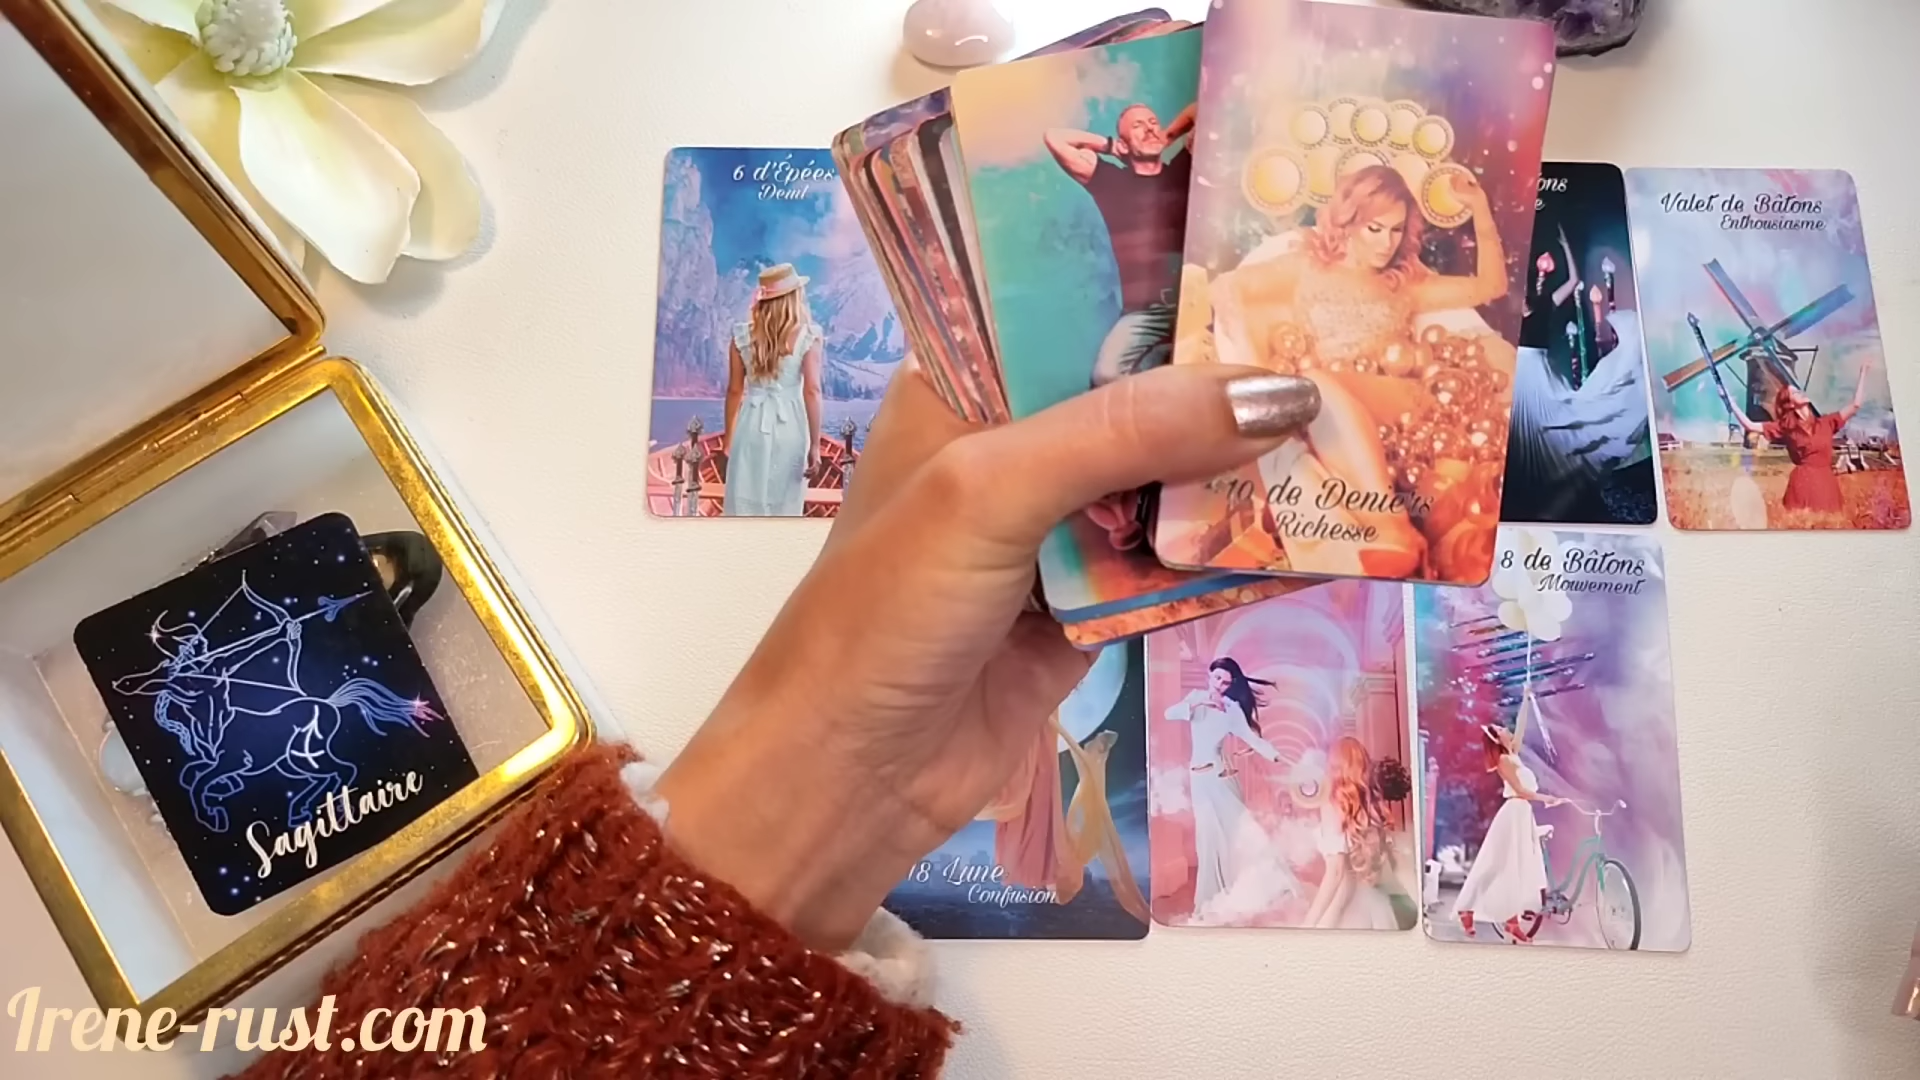 6 d'Épées
Deuil
10 de Deniers
Richesse
ons
e
Valet de Bâtons
Enthousiasme
8 de Bâtons
Mouvement
18 Lune
Confusion
Sagittaire
Irene-rust.com